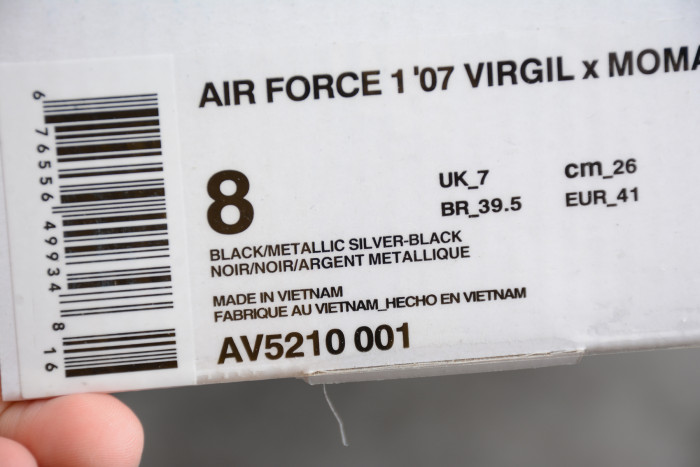 AIR FORCE 1 '07 VIRGIL x MOMA
8
UK_7
cm_26
BR_39.5
EUR_41
BLACK/METALLIC SILVER-BLACK
NOIR/NOIR/ARGENT METALLIQUE
MADE IN VIETNAM
FABRIQUE AU VIETNAM_HECHO EN VIETNAM
AV5210 001
6 76556 49934 8 16